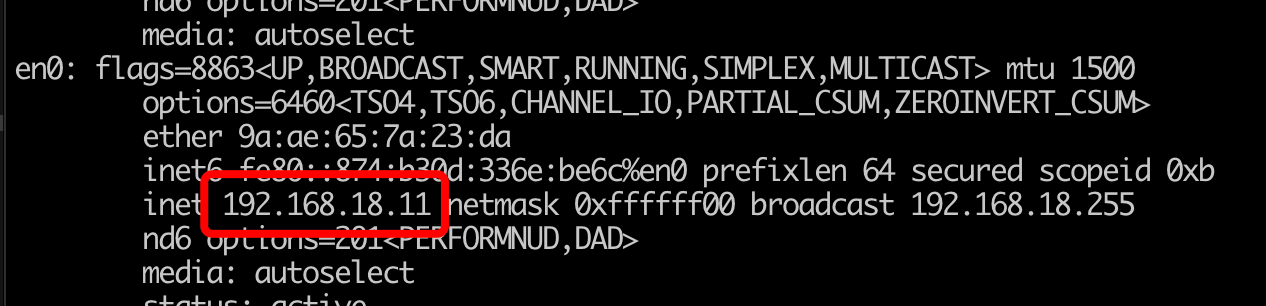 nd6 options=201<PERFORMNUD,DAD>
media: autoselect
en0: flags=8863<UP,BROADCAST,SMART,RUNNING,SIMPLEX,MULTICAST> mtu 1500
options=6460<TSO4,TSO6,CHANNEL_IO,PARTIAL_CSUM,ZEROINVERT_CSUM>
ether 9a:ae:65:7a:23:da
inet6 fe80::874:b30d:336e:be6c%en0 prefixlen 64 secured scopeid 0xb
inet 192.168.18.11 netmask 0xffffff00 broadcast 192.168.18.255
nd6 options=201<PERFORMNUD,DAD>
media: autoselect
status: active